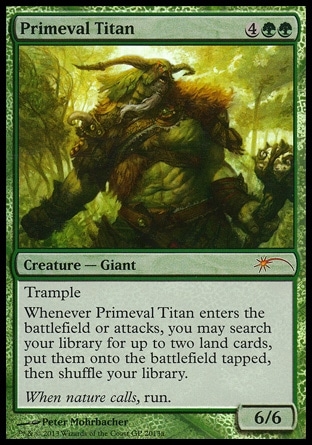 Primeval Titan 4
Creature — Giant
Trample
Whenever Primeval Titan enters the
battlefield or attacks, you may search
your library for up to two land cards,
put them onto the battlefield tapped,
then shuffle your library.
When nature calls, run.
Peter Mohrbacher
6/6